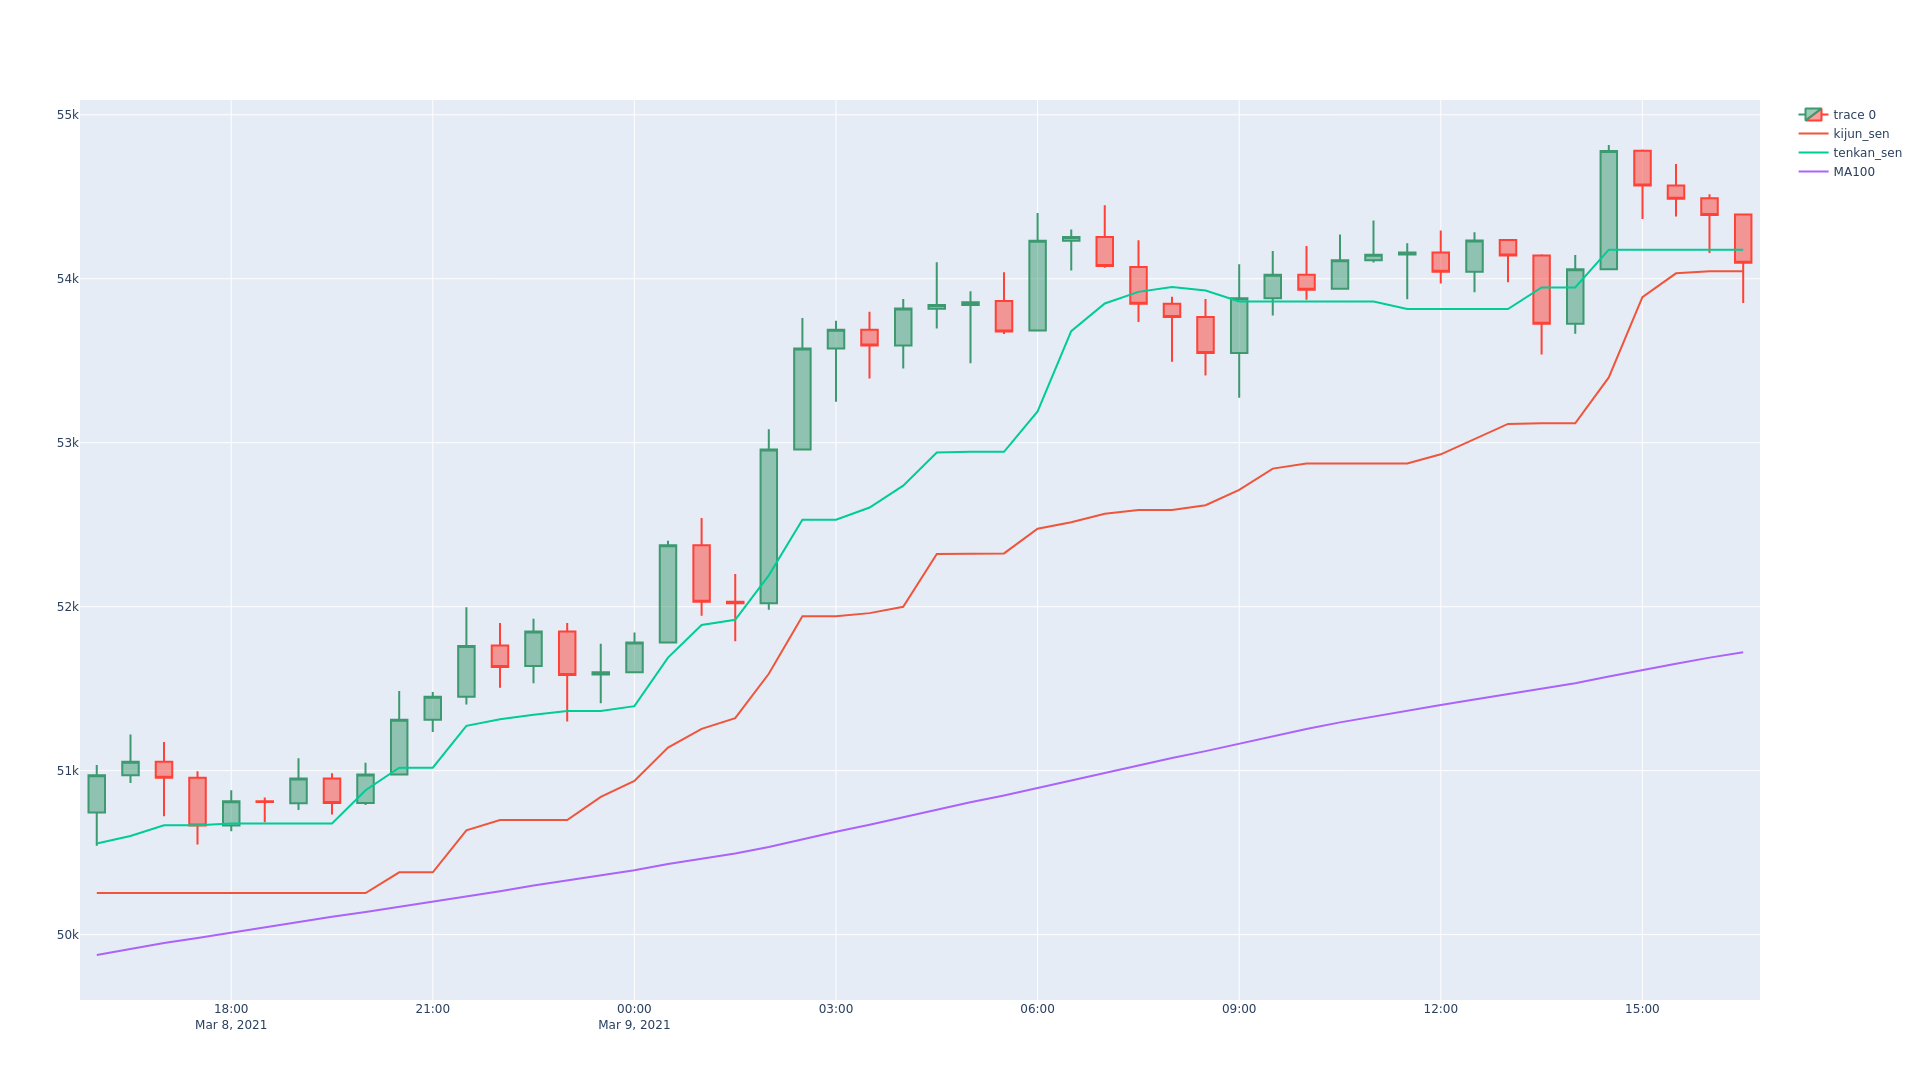 55k
54k
53k
52k
51k
50k
18:00
Mar 8, 2021
21:00
00:00
Mar 9, 2021
03:00
06:00
09:00
12:00
15:00
trace 0
kijun_sen
tenkan_sen
MA100